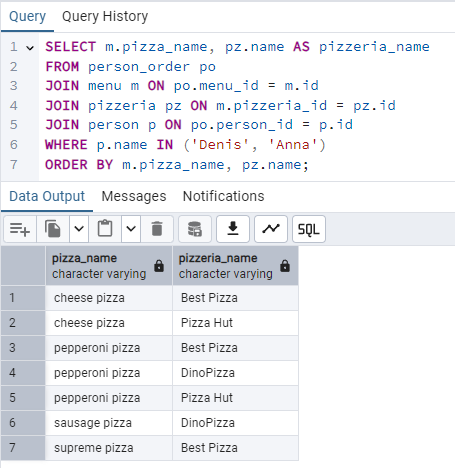 Query Query History
1 SELECT m.pizza_name, pz.name AS pizzeria_name
2 FROM person_order po
3 JOIN menu m ON po.menu_id = m.id
4 JOIN pizzeria pz ON m.pizzeria_id = pz.id
5 JOIN person p ON po.person_id = p.id
6 WHERE p.name IN ('Denis', 'Anna')
7 ORDER BY m.pizza_name, pz.name;
Data Output Messages Notifications
SQL
pizza_name pizzeria_name
character varying character varying
1 cheese pizza Best Pizza
2 cheese pizza Pizza Hut
3 pepperoni pizza Best Pizza
4 pepperoni pizza DinoPizza
5 pepperoni pizza Pizza Hut
6 sausage pizza DinoPizza
7 supreme pizza Best Pizza